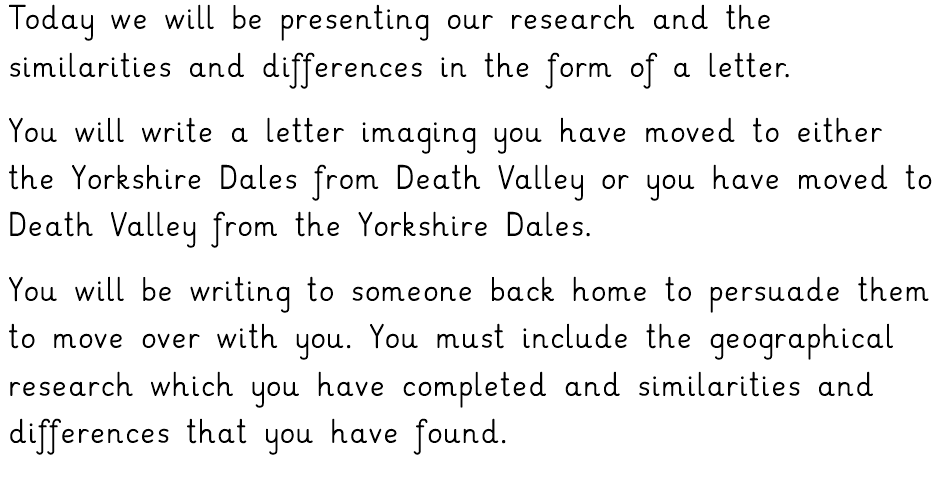 Today we will be presenting our research and the
similarities and differences in the form of a letter.
You will write a letter imaging you have moved to either
the Yorkshire Dales from Death Valley or you have moved to
Death Valley from the Yorkshire Dales.
You will be writing to someone back home to persuade them
to move over with you. You must include the geographical
research which you have completed and similarities and
differences that you have found.